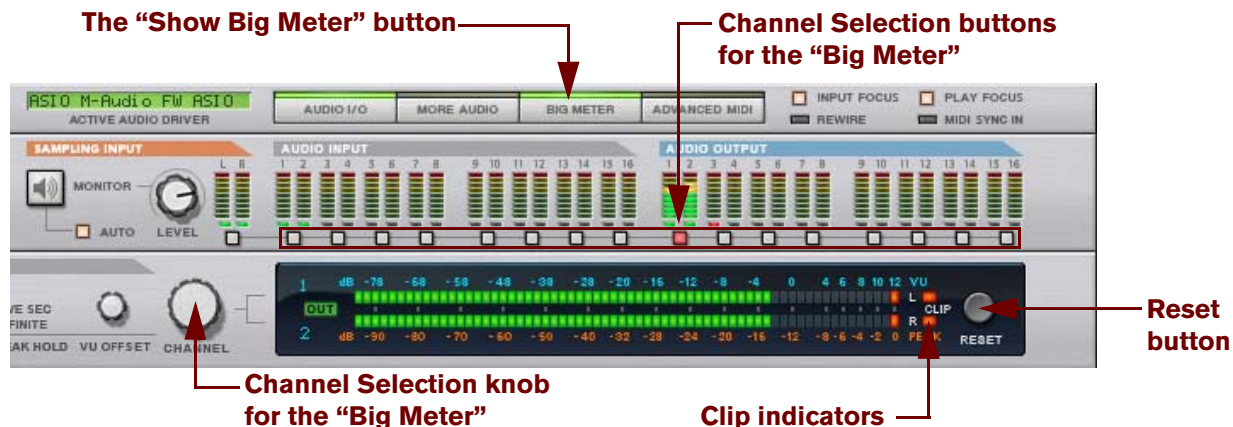 The “Show Big Meter” button
Channel Selection buttons
for the “Big Meter”
ASIO M-Audio FW ASIO
ACTIVE AUDIO DRIVER
AUDIO I/O
MORE AUDIO
BIG METER
ADVANCED MIDI
INPUT FOCUS
PLAY FOCUS
REWIRE
MIDI SYNC IN
SAMPLING INPUT
AUDIO INPUT
AUDIO OUTPUT
L R
1 2 3 4 5 6 7 8 9 10 11 12 13 14 15 16
1 2 3 4 5 6 7 8 9 10 11 12 13 14 15 16
MONITOR
AUTO
LEVEL
1 dB -78 -68 -58 -48 -38 -28 -20 -16 -12 -8 -4 0 4 6 8 10 12 VU
L
OUT
CLIP
R
2 dB -90 -80 -70 -60 -50 -40 -32 -28 -24 -20 -16 -12 -8 -6 -4 -2 0 PEAK
RESET
VE SEC
FINITE
AK HOLD
VU OFFSET
CHANNEL
Reset
button
Channel Selection knob
for the “Big Meter”
Clip indicators